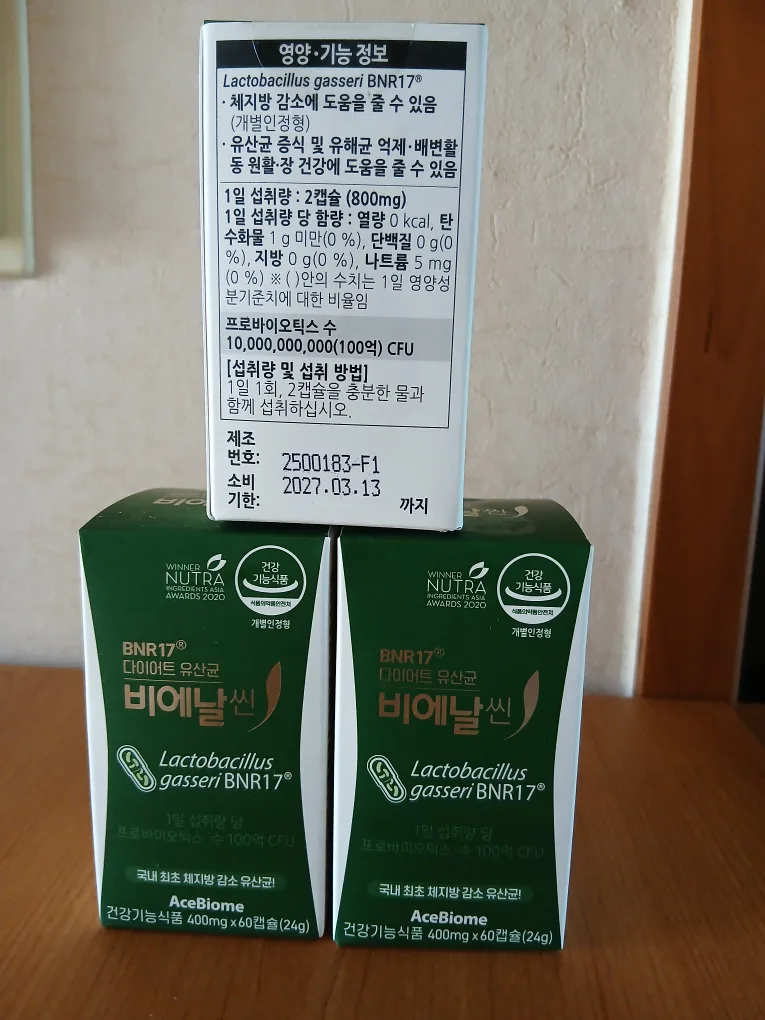 영양·기능 정보
Lactobacillus gasseri BNR17®
· 체지방 감소에 도움을 줄 수 있음
(개별인정형)
· 유산균 증식 및 유해균 억제·배변활
동 원활·장 건강에 도움을 줄 수 있음
1일 섭취량 : 2캡슐 (800mg)
1일 섭취량 당 함량 : 열량 0 kcal, 탄
수화물 1 g 미만(0 %), 단백질 0 g(0
%), 지방 0 g(0 %), 나트륨 5 mg
(0 %) ※ ( )안의 수치는 1일 영양성
분기준치에 대한 비율임
프로바이오틱스 수
10,000,000,000(100억) CFU
[섭취량 및 섭취 방법]
1일 1회, 2캡슐을 충분한 물과
함께 섭취하십시오.
제조
번호: 2500183-F1
소비
기한: 2027.03.13 까지
WINNER
NUTRA
INGREDIENTS ASIA
AWARDS 2020
건강
기능식품
식품의약품안전처
개별인정형
BNR17®
다이어트 유산균
비에날씬
Lactobacillus
gasseri BNR17®
1일 섭취량 당
프로바이오틱스 수 100억 CFU
국내 최초 체지방 감소 유산균!
AceBiome
건강기능식품 400mg x 60캡슐(24g)
WINNER
NUTRA
INGREDIENTS ASIA
AWARDS 2020
건강
기능식품
식품의약품안전처
개별인정형
BNR17®
다이어트 유산균
비에날씬
Lactobacillus
gasseri BNR17®
1일 섭취량 당
프로바이오틱스 수 100억 CFU
국내 최초 체지방 감소 유산균!
AceBiome
건강기능식품 400mg x 60캡슐(24g)